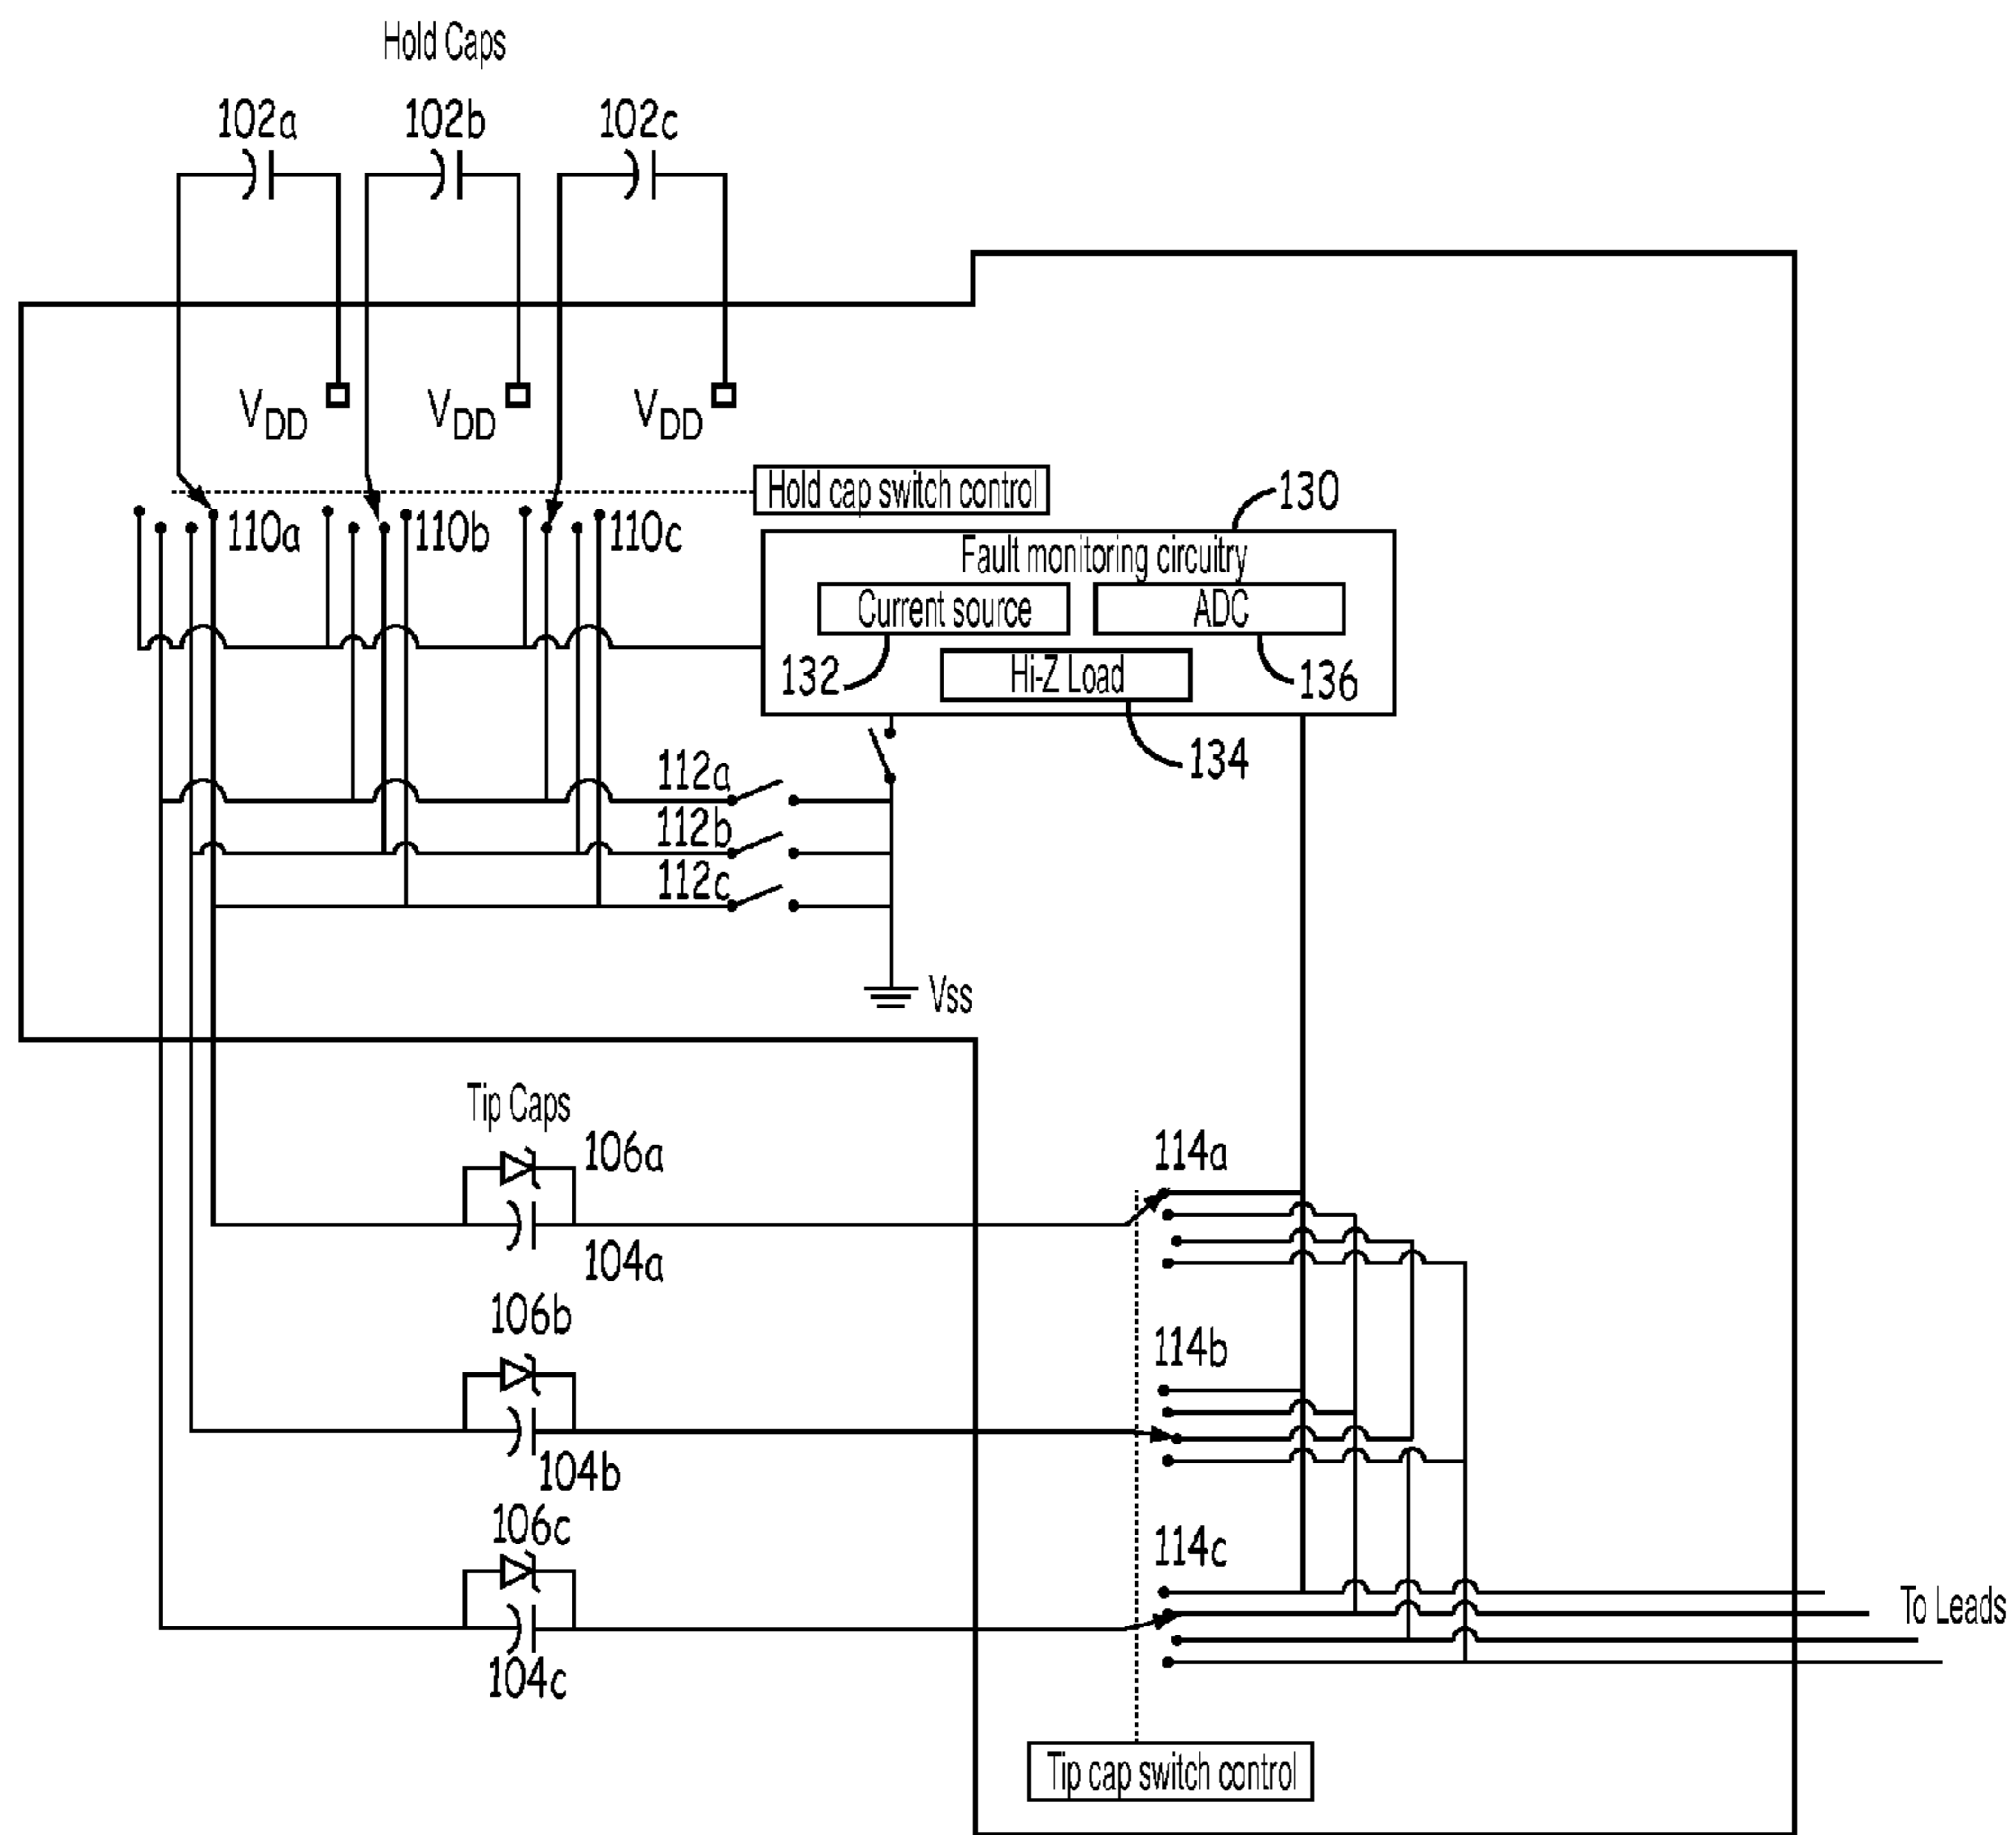 Hold Caps
102a 102b 102c
VDD VDD VDD
Hold cap switch control
110a 110b 110c
130
Fault monitoring circuitry
Current source ADC
132 Hi-Z Load 136
134
112a
112b
112c
Vss
Tip Caps
106a
104a
114a
106b
104b
114b
106c
104c
114c
To Leads
Tip cap switch control